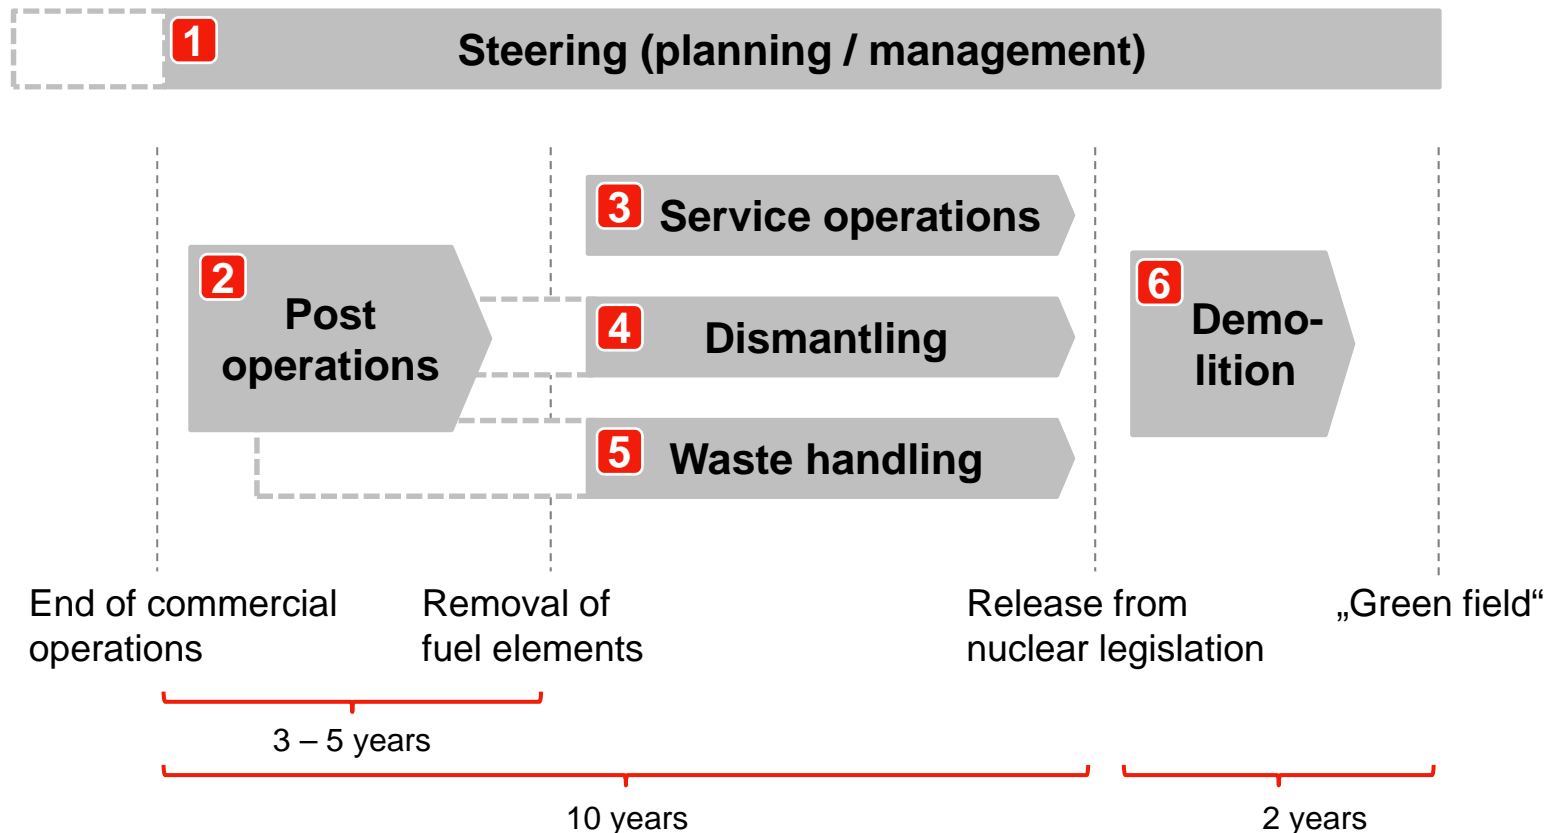 1
Steering (planning / management)
3
Service operations
2
Post
operations
4
Dismantling
5
Waste handling
6
Demo-
lition
End of commercial
operations
Removal of
fuel elements
Release from
nuclear legislation
„Green field“
3 – 5 years
10 years
2 years